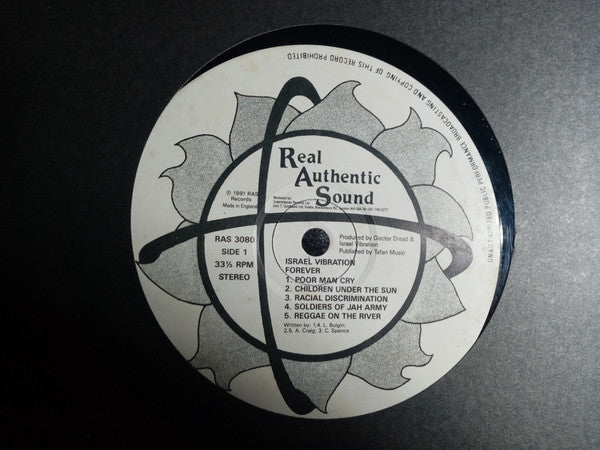 UNAUTHORIZED PUBLIC PERFORMANCE BROADCASTING AND COPYING OF THIS RECORD PROHIBITED
Real
Authentic
Sound
℗ 1991 RAS
Records
Made in England
Marketed by
RAS 3080
SIDE 1
33⅓ RPM
STEREO
Produced by Doctor Dread &
Israel Vibration
Published by Tafari Music
ISRAEL VIBRATION
FOREVER
1. POOR MAN CRY
2. CHILDREN UNDER THE SUN
3. RACIAL DISCRIMINATION
4. SOLDIERS OF JAH ARMY
5. REGGAE ON THE RIVER
Written by: 1,4. L. Bulgin;
2,5. A. Craig; 3. C. Spence